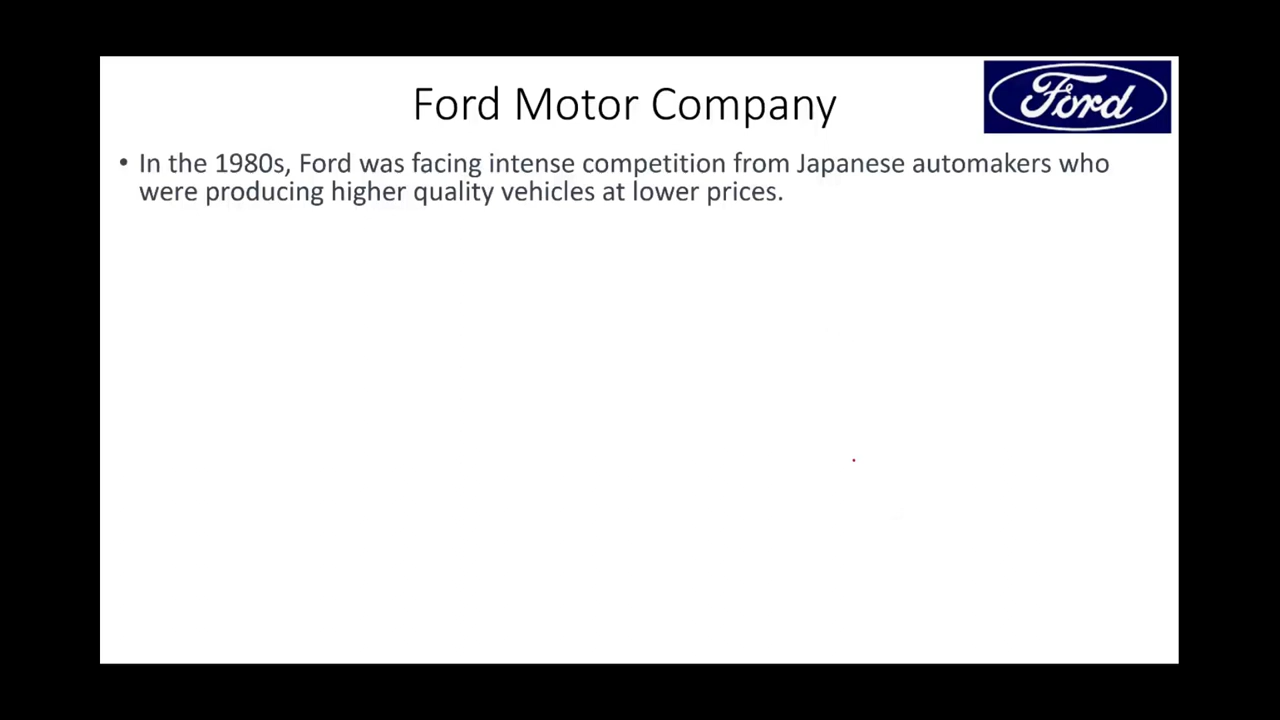 Ford Motor Company
Ford
• In the 1980s, Ford was facing intense competition from Japanese automakers who
were producing higher quality vehicles at lower prices.